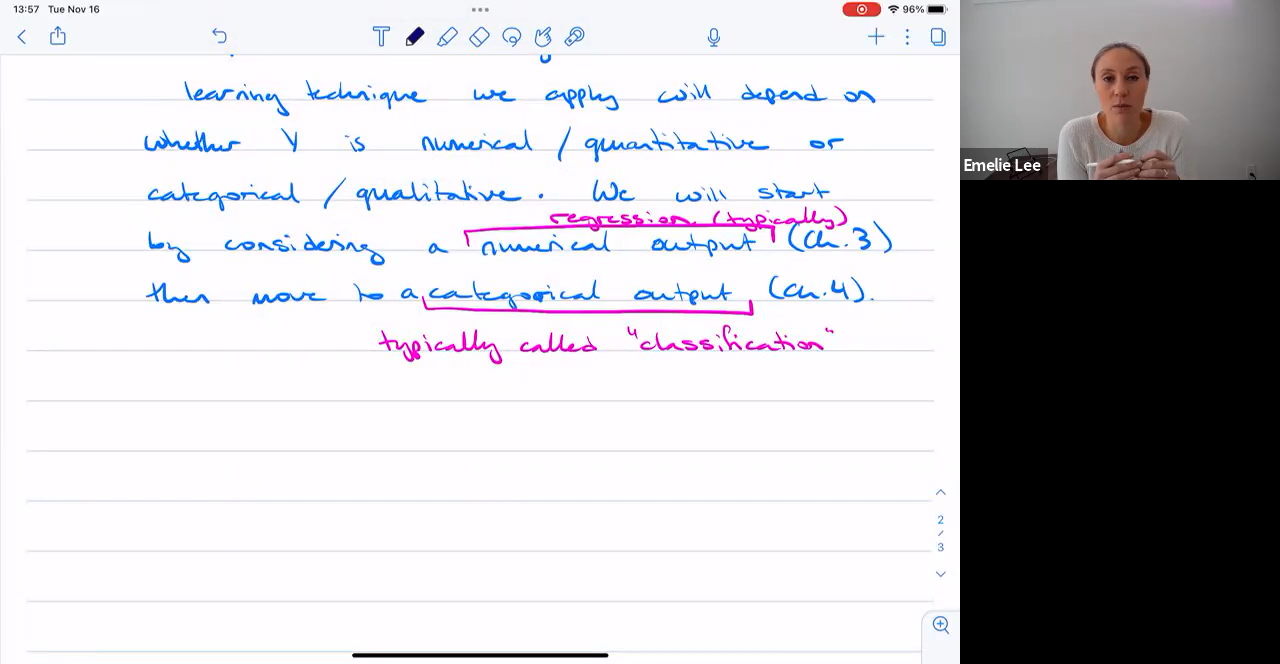 13:57 Tue Nov 16
96%
T
learning technique we apply will depend on
whether Y is numerical / quantitative or
categorical / qualitative. We will start
regression (typically)
by considering a numerical output (Ch.3)
then move to a categorical output (Ch.4).
typically called "classification"
2
/
3
Emelie Lee